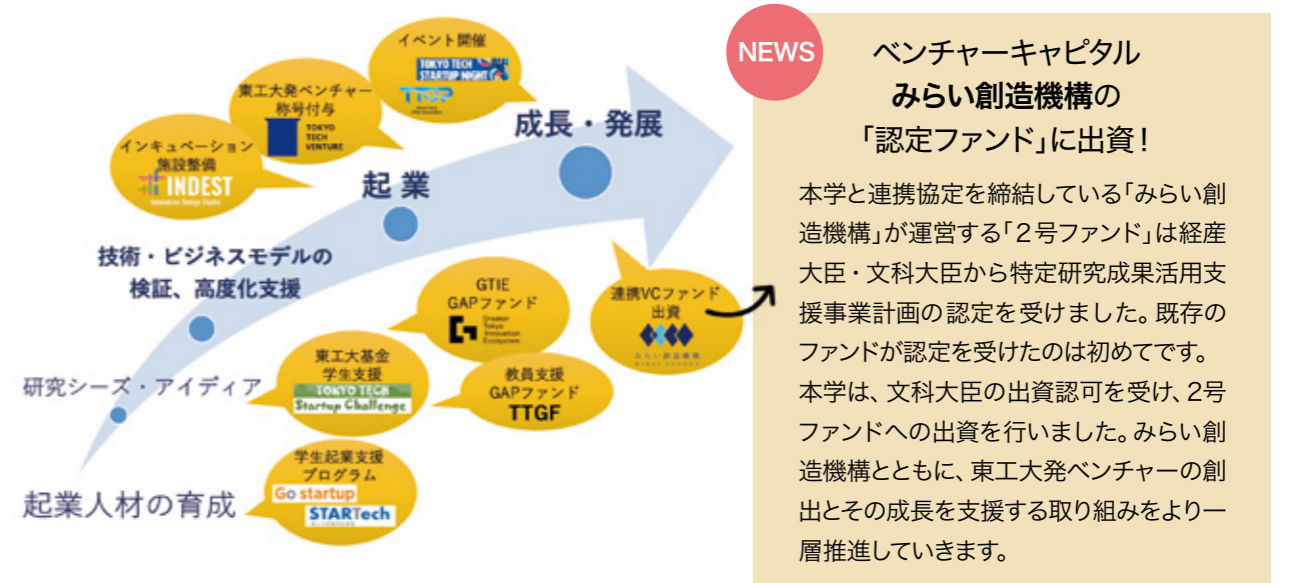 イベント開催
TOKYO TECH
STARTUP NIGHT
TTOP
東工大発ベンチャー
称号付与
TOKYO
TECH
VENTURE
インキュベーション
施設整備
INDEST
Innovation Design Studio
成長・発展
起業
技術・ビジネスモデルの
検証、高度化支援
研究シーズ・アイディア
起業人材の育成
GTIE
GAPファンド
Greater
Tokyo
Innovation
Ecosystem
連携VCファンド
出資
みらい創造機構
東工大基金
学生支援
TOKYO TECH
Startup Challenge
教員支援
GAPファンド
TTGF
学生起業支援
プログラム
Go startup
STARTech
NEWS
ベンチャーキャピタル
みらい創造機構の
「認定ファンド」に出資!
本学と連携協定を締結している「みらい創
造機構」が運営する「2号ファンド」は経産
大臣・文科大臣から特定研究成果活用支
援事業計画の認定を受けました。既存の
ファンドが認定を受けたのは初めてです。
本学は、文科大臣の出資認可を受け、2号
ファンドへの出資を行いました。みらい創
造機構とともに、東工大発ベンチャーの創
出とその成長を支援する取り組みをより一
層推進していきます。